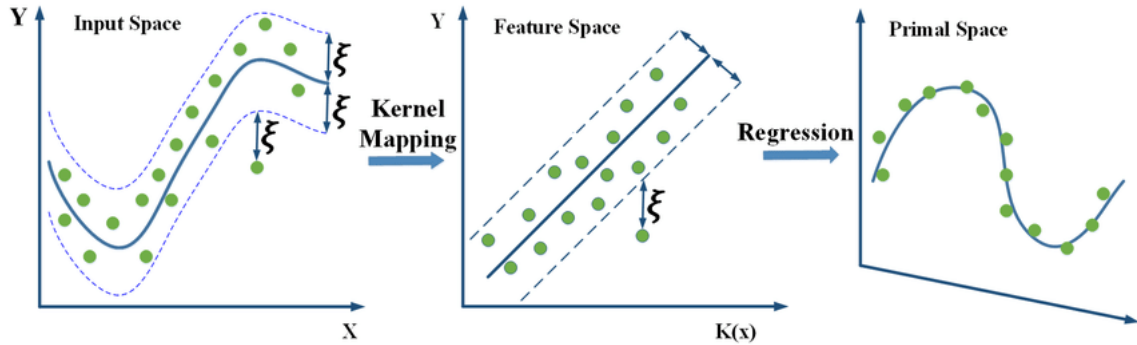 Y
Input Space
ξ
ξ
ξ
X
Kernel
Mapping
Y
Feature Space
ξ
K(x)
Regression
Primal Space